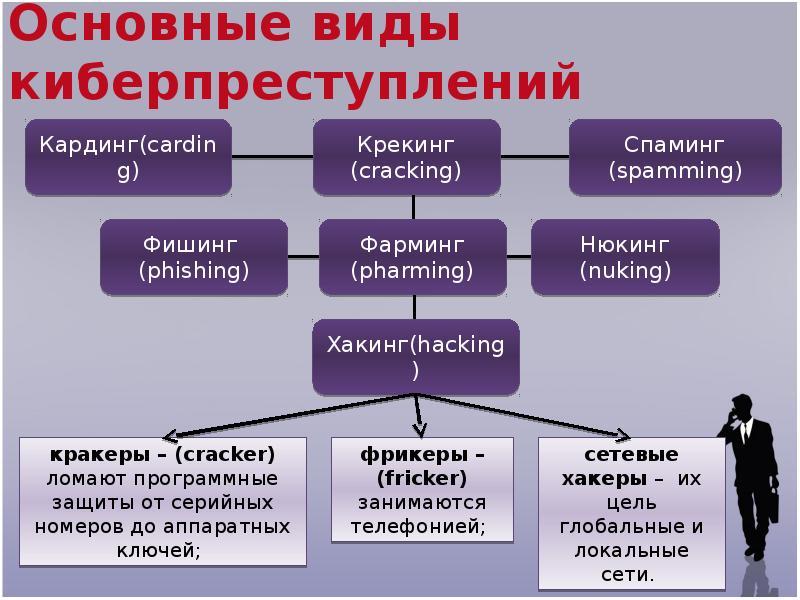 Основные виды
киберпреступлений
Кардинг(cardin
g)
Крекинг
(cracking)
Спаминг
(spamming)
Фишинг
(phishing)
Фарминг
(pharming)
Нюкинг
(nuking)
Хакинг(hacking
)
кракеры – (cracker)
ломают программные
защиты от серийных
номеров до аппаратных
ключей;
фрикеры –
(fricker)
занимаются
телефонией;
сетевые
хакеры –  их
цель
глобальные и
локальные
сети.